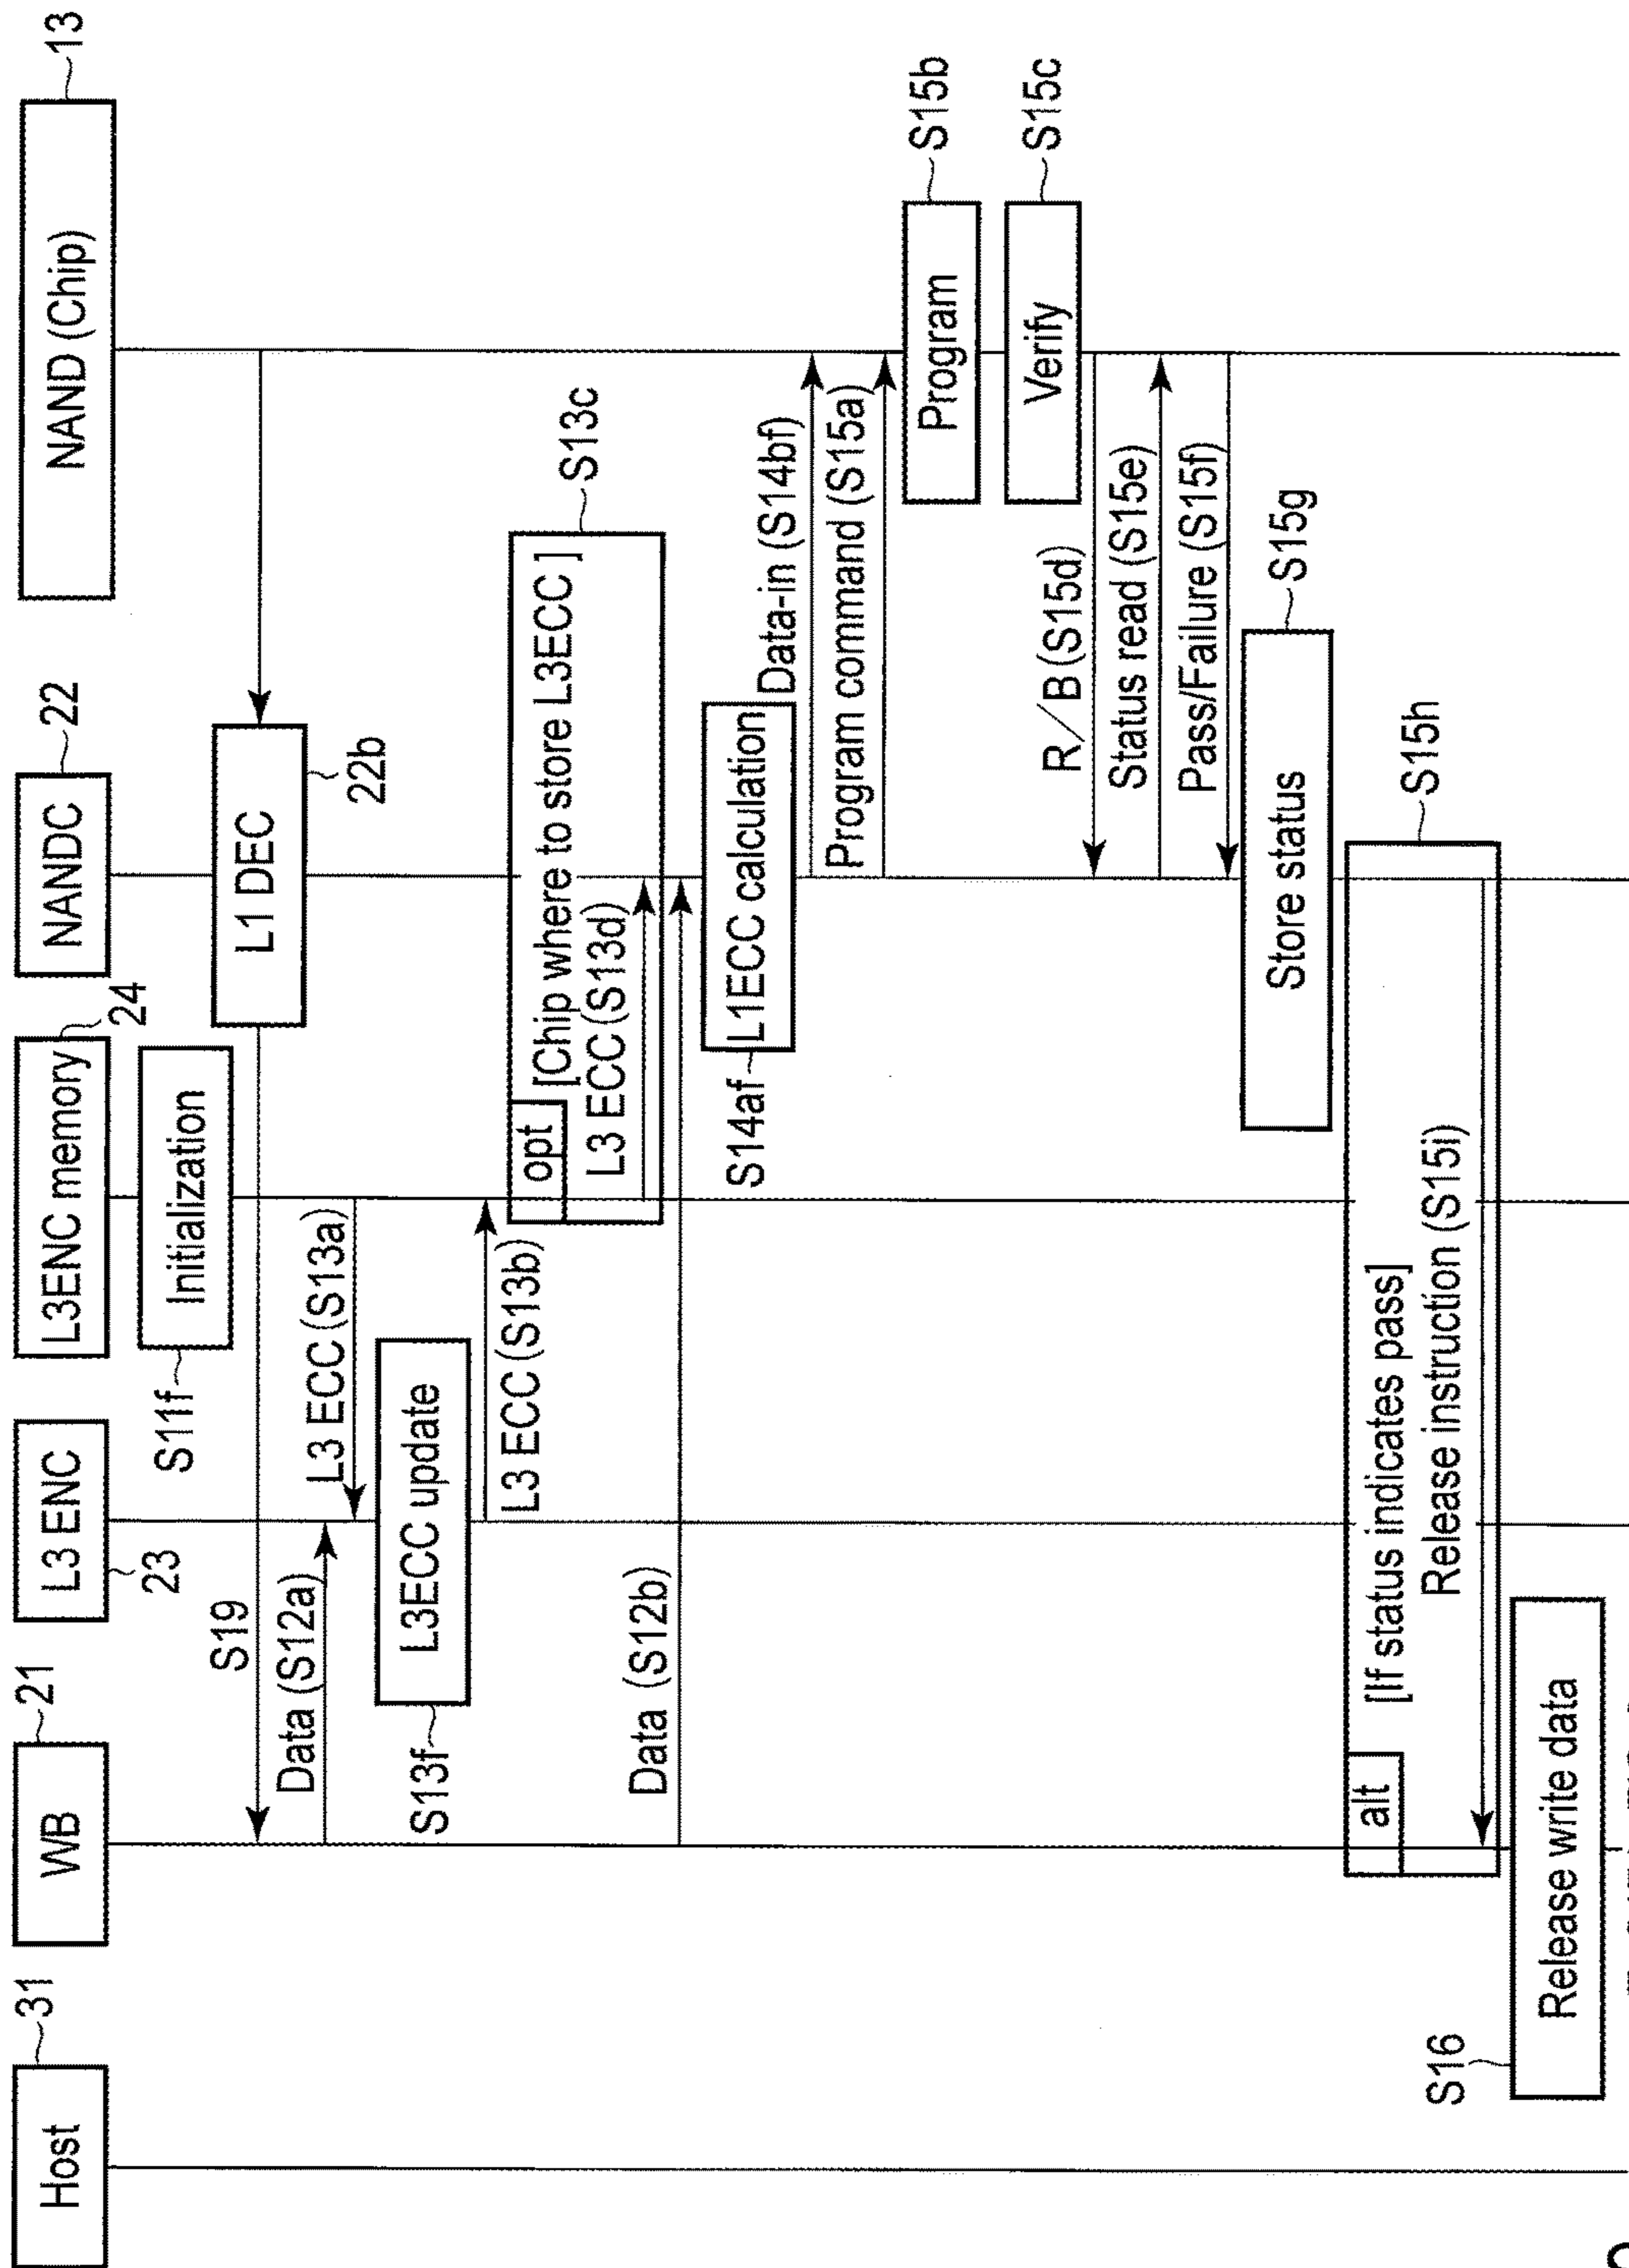 Host
31
WB
21
L3 ENC
23
L3ENC memory
24
NANDC
22
NAND (Chip)
13
S11f
Initialization
L1 DEC
22b
S19
Data (S12a)
L3 ECC (S13a)
S13f
L3ECC update
L3 ECC (S13b)
opt
[Chip where to store L3ECC ]
S13c
L3 ECC (S13d)
Data (S12b)
S14af
L1ECC calculation
Data-in (S14bf)
Program command (S15a)
Program
S15b
Verify
S15c
R/B (S15d)
Status read (S15e)
Pass/Failure (S15f)
Store status
S15g
alt
[If status indicates pass]
S15h
Release instruction (S15i)
S16
Release write data